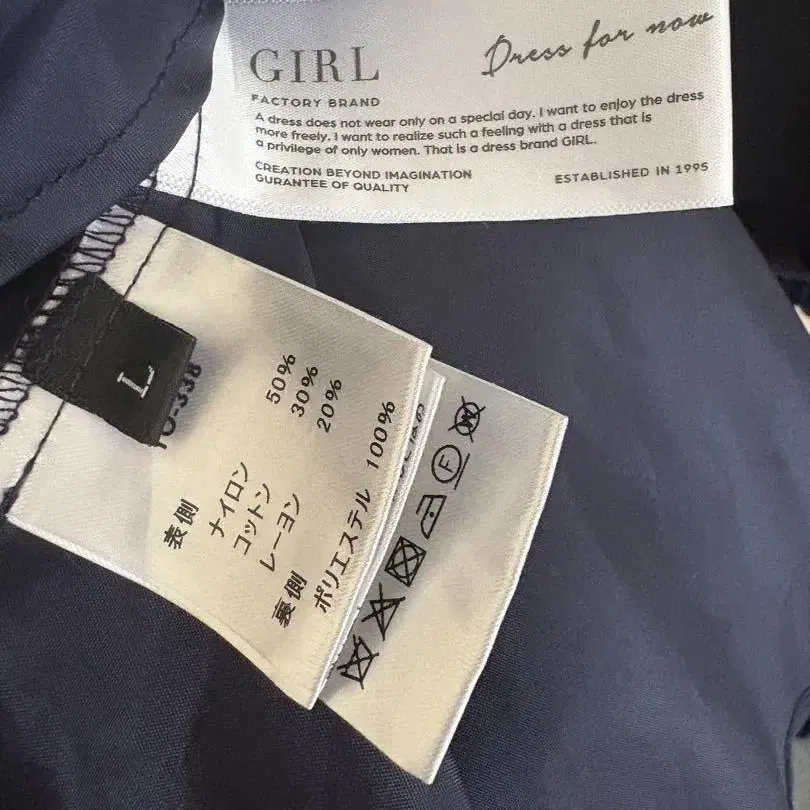 GIRL
Dress for now
FACTORY BRAND
A dress does not wear only on a special day. I want to enjoy the dress
more freely. I want to realize such a feeling with a dress that is
a privilege of only women. That is a dress brand GIRL.
CREATION BEYOND IMAGINATION
GURANTEE OF QUALITY
ESTABLISHED IN 1995
L
表側
ナイロン 50%
コットン 30%
レーヨン 20%
裏側
ポリエステル 100%
F
W